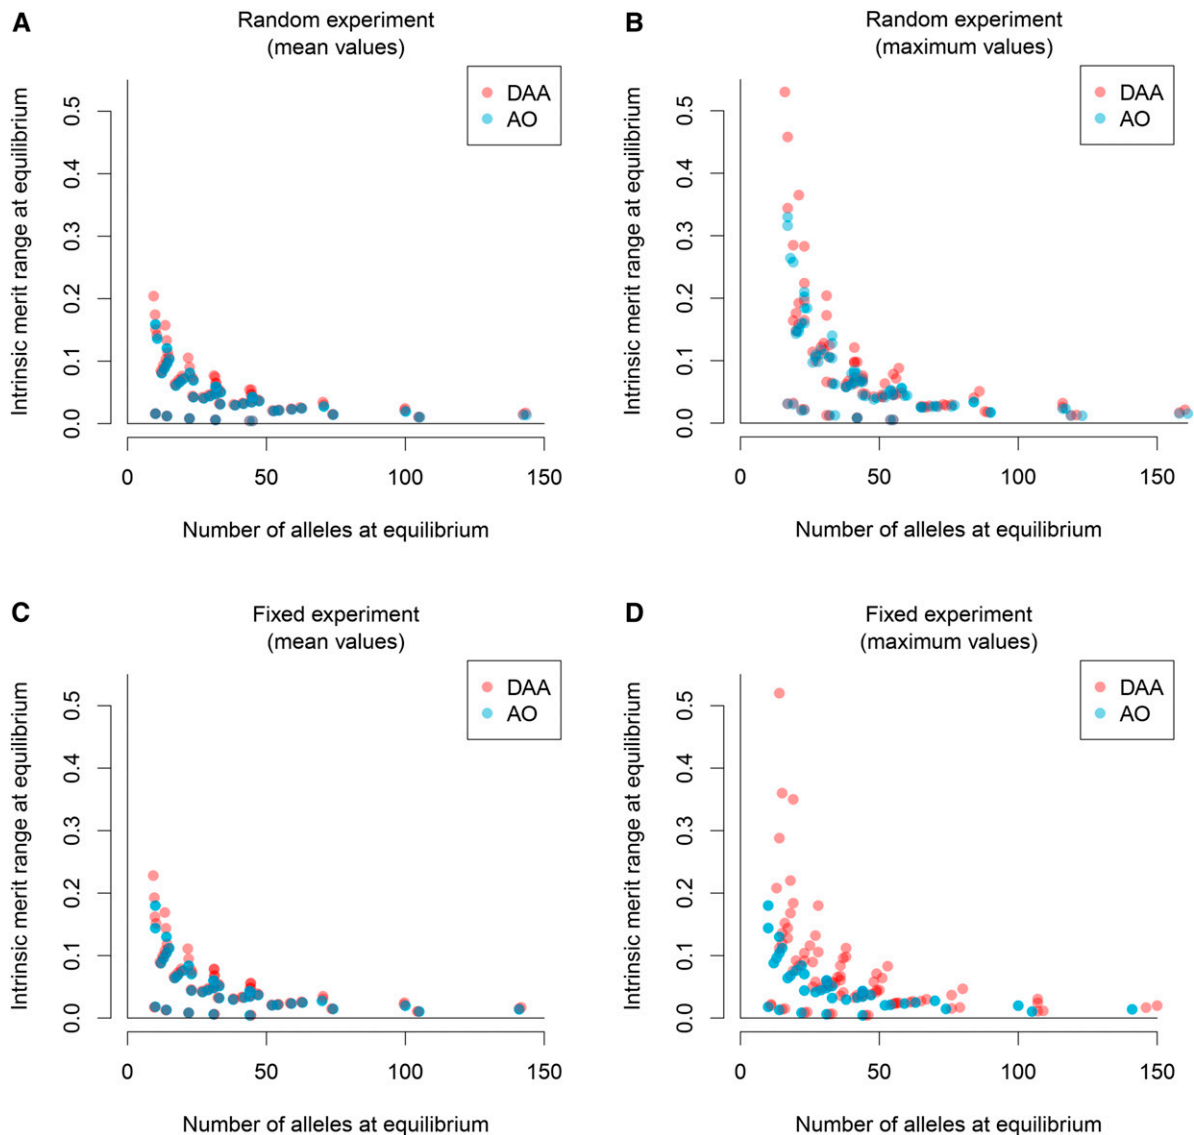 A
Random experiment
(mean values)
DAA
AO
Intrinsic merit range at equilibrium
0.5
0.4
0.3
0.2
0.1
0.0
0
50
100
150
Number of alleles at equilibrium
B
Random experiment
(maximum values)
DAA
AO
Intrinsic merit range at equilibrium
0.5
0.4
0.3
0.2
0.1
0.0
0
50
100
150
Number of alleles at equilibrium
C
Fixed experiment
(mean values)
DAA
AO
Intrinsic merit range at equilibrium
0.5
0.4
0.3
0.2
0.1
0.0
0
50
100
150
Number of alleles at equilibrium
D
Fixed experiment
(maximum values)
DAA
AO
Intrinsic merit range at equilibrium
0.5
0.4
0.3
0.2
0.1
0.0
0
50
100
150
Number of alleles at equilibrium